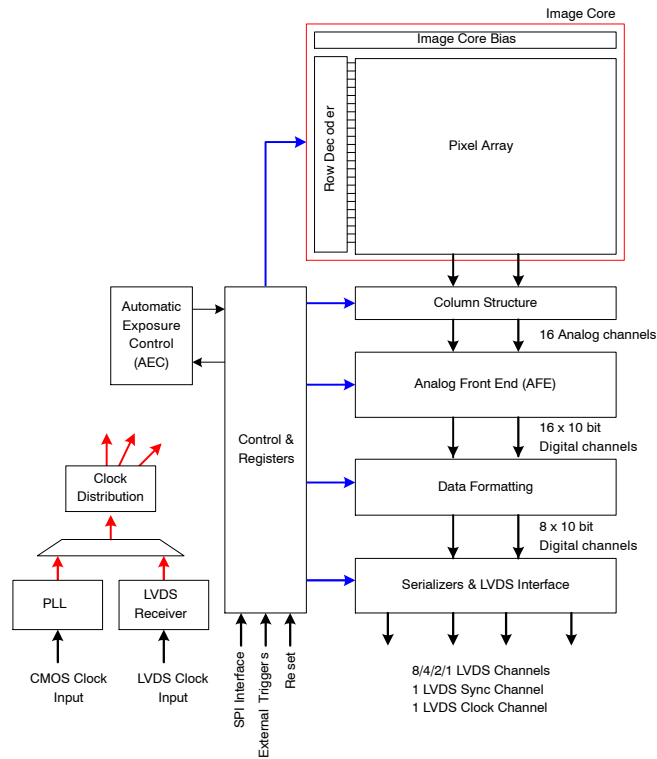 Image Core
Image Core Bias
Row Decoder
Pixel Array
Column Structure
16 Analog channels
Automatic
Exposure
Control
(AEC)
Analog Front End (AFE)
16 x 10 bit
Digital channels
Control &
Registers
Clock
Distribution
Data Formatting
8 x 10 bit
Digital channels
Serializers & LVDS Interface
PLL
LVDS
Receiver
CMOS Clock
Input
LVDS Clock
Input
SPI Interface
External Triggers
Reset
8/4/2/1 LVDS Channels
1 LVDS Sync Channel
1 LVDS Clock Channel